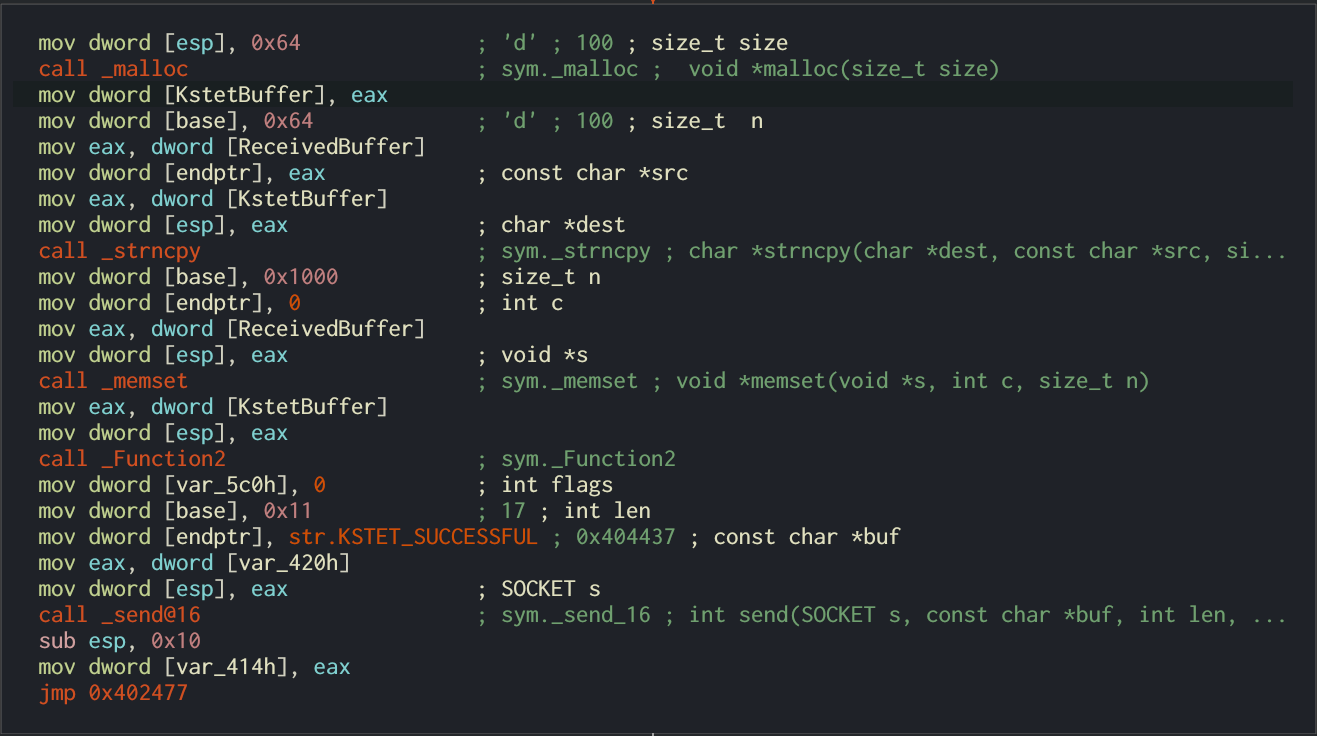 mov dword [esp], 0x64 ; 'd' ; 100 ; size_t size
call _malloc ; sym._malloc ; void *malloc(size_t size)
mov dword [KstetBuffer], eax
mov dword [base], 0x64 ; 'd' ; 100 ; size_t n
mov eax, dword [ReceivedBuffer]
mov dword [endptr], eax ; const char *src
mov eax, dword [KstetBuffer]
mov dword [esp], eax ; char *dest
call _strncpy ; sym._strncpy ; char *strncpy(char *dest, const char *src, si...
mov dword [base], 0x1000 ; size_t n
mov dword [endptr], 0 ; int c
mov eax, dword [ReceivedBuffer]
mov dword [esp], eax ; void *s
call _memset ; sym._memset ; void *memset(void *s, int c, size_t n)
mov eax, dword [KstetBuffer]
mov dword [esp], eax
call _Function2 ; sym._Function2
mov dword [var_5c0h], 0 ; int flags
mov dword [base], 0x11 ; 17 ; int len
mov dword [endptr], str.KSTET_SUCCESSFUL ; 0x404437 ; const char *buf
mov eax, dword [var_420h]
mov dword [esp], eax ; SOCKET s
call _send@16 ; sym._send_16 ; int send(SOCKET s, const char *buf, int len, ...
sub esp, 0x10
mov dword [var_414h], eax
jmp 0x402477